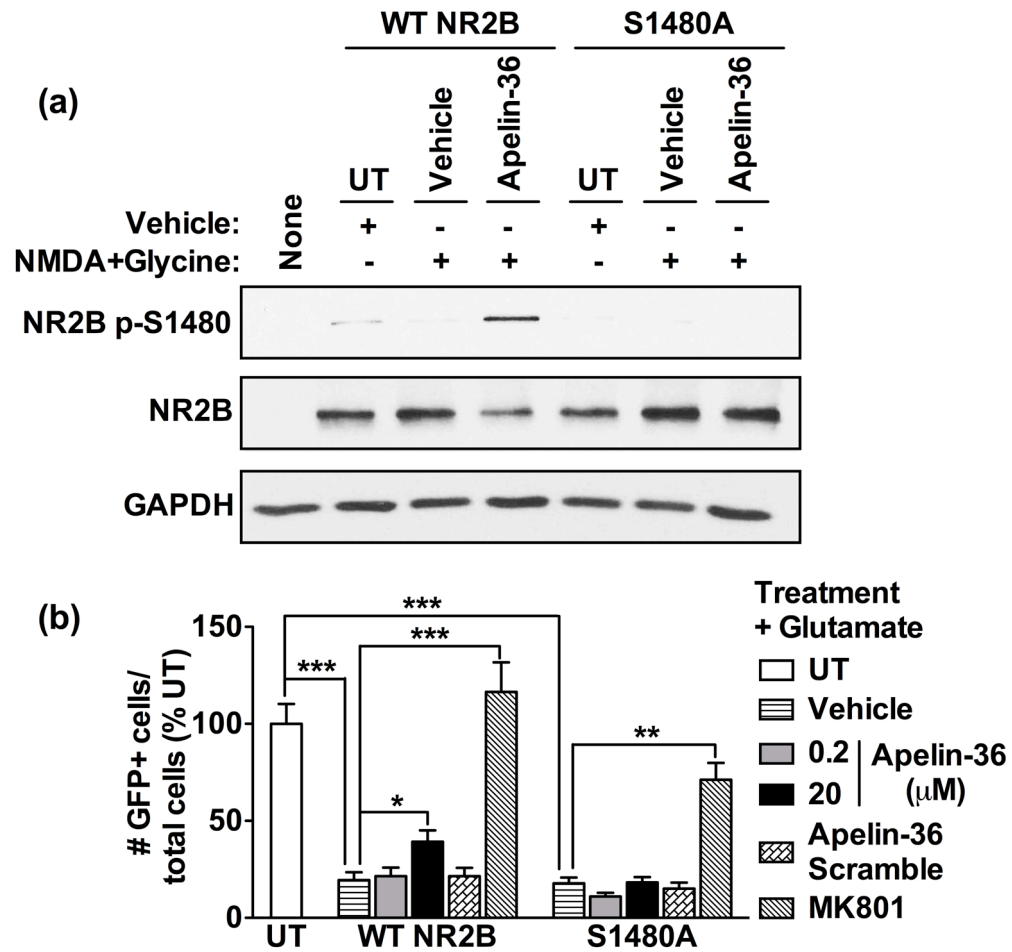 WT NR2B S1480A
(a)
None UT Vehicle Apelin-36 UT Vehicle Apelin-36
Vehicle: + - - + - -
NMDA+Glycine: - + + - + +
NR2B p-S1480
NR2B
GAPDH
(b)
# GFP+ cells/
total cells (% UT)
150
100
50
0
***
***
***
*
**
UT WT NR2B S1480A
Treatment
+ Glutamate
UT
Vehicle
0.2
20
Apelin-36
(μM)
Apelin-36
Scramble
MK801